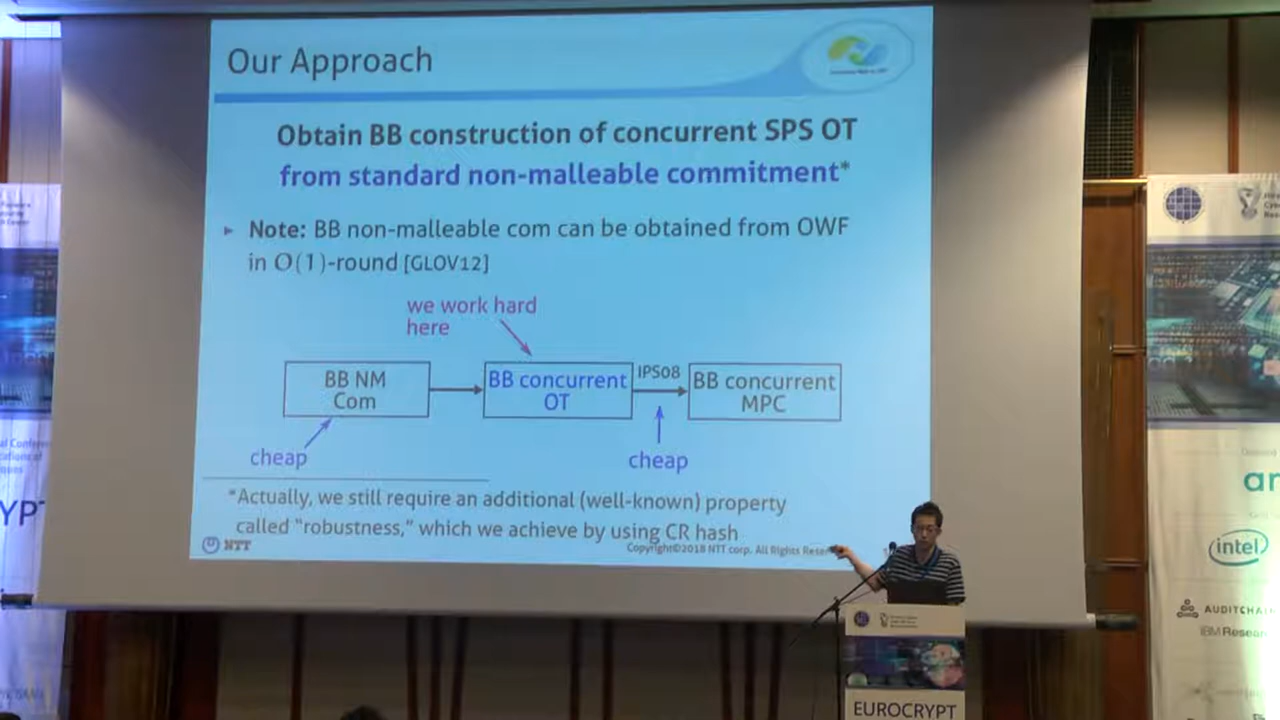 Our Approach
Obtain BB construction of concurrent SPS OT
from standard non-malleable commitment*
▸ Note: BB non-malleable com can be obtained from OWF
in O(1)-round [GLOV12]
we work hard
here
BB NM
Com
BB concurrent
OT
IPS08
BB concurrent
MPC
cheap
cheap
*Actually, we still require an additional (well-known) property
called "robustness," which we achieve by using CR hash
NTT
Copyright©2018 NTT corp. All Rights
EUROCRYPT
intel
IBM